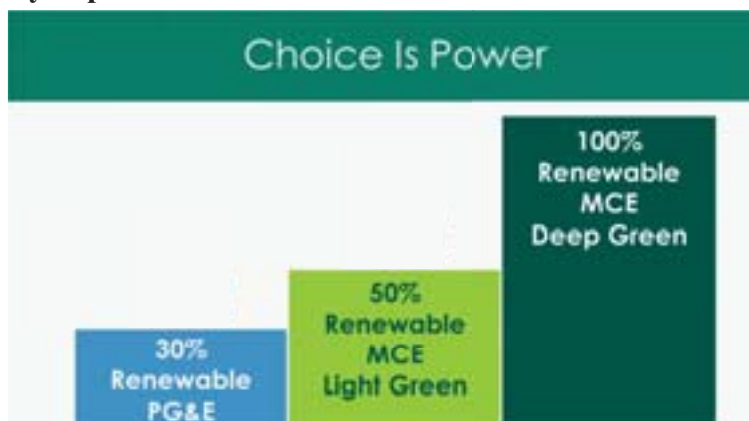 Choice Is Power
100%
Renewable
MCE
Deep Green
50%
Renewable
MCE
Light Green
30%
Renewable
PG&E